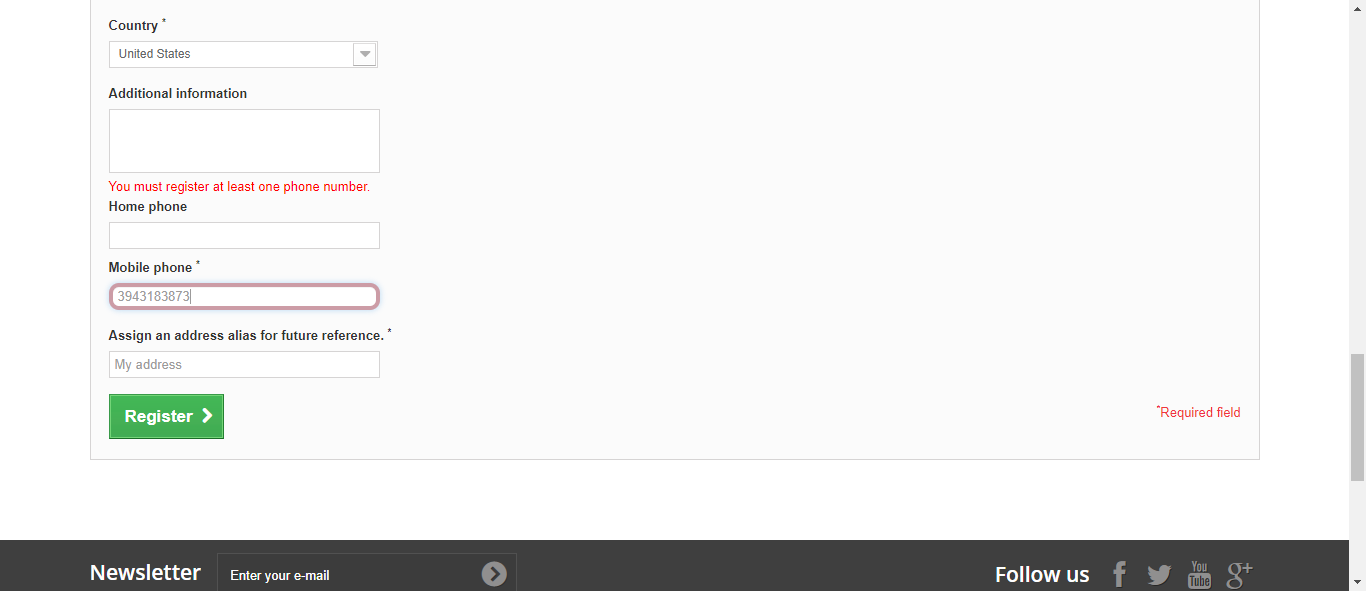 Country *
United States
Additional information
You must register at least one phone number.
Home phone
Mobile phone *
3943183873
Assign an address alias for future reference. *
My address
Register
*Required field
Newsletter
Enter your e-mail
Follow us
You
Tube
g+